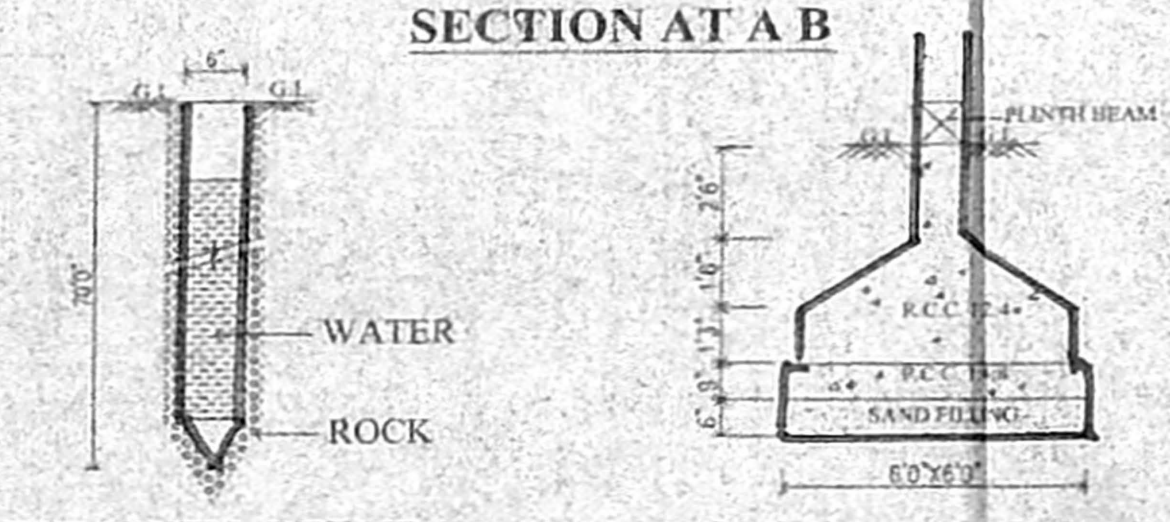 SECTION AT A B
6"
G.L
G.L
70'0"
WATER
ROCK
PLINTH BEAM
G.L
G.L
2'6"
1'6"
1'3"
9"
6"
R.C.C. 1:2:4
P.C.C.
SAND FILLING
6'0"X6'0"